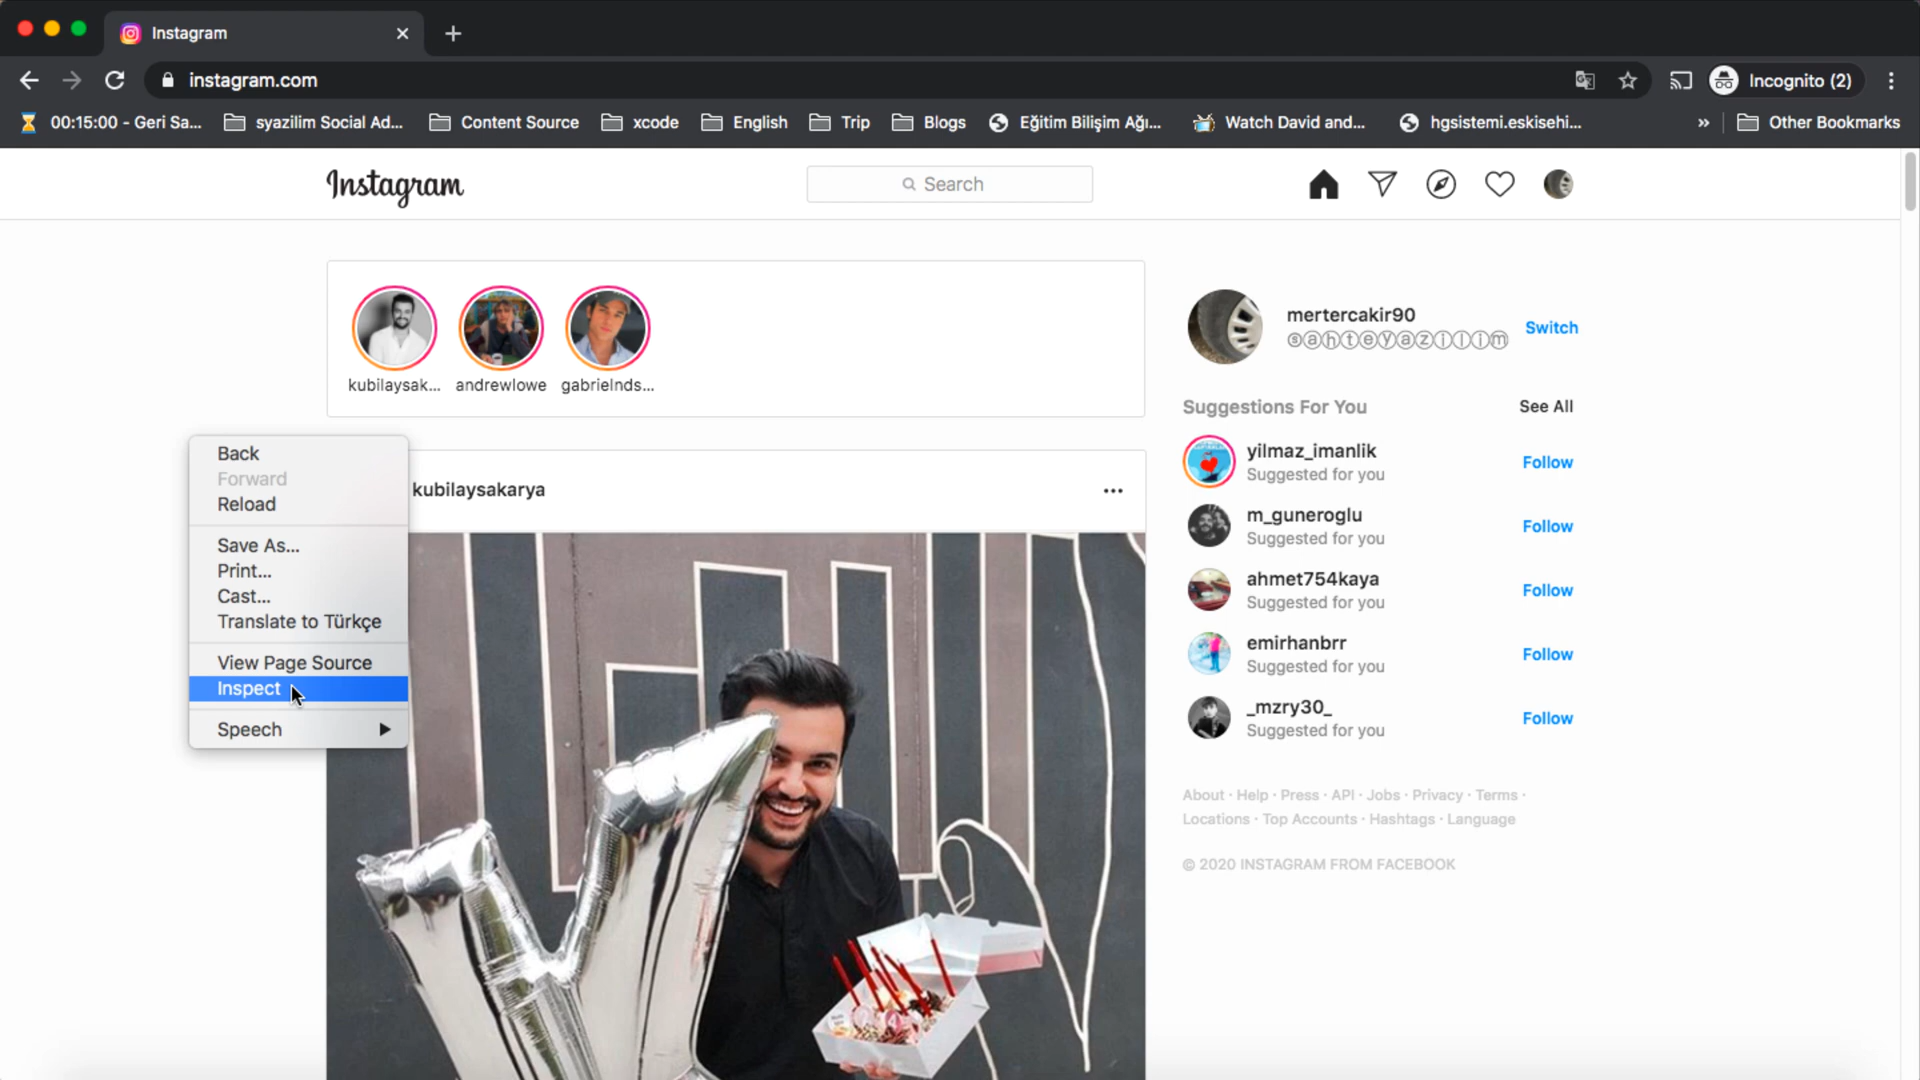 Instagram
instagram.com
Incognito (2)
00:15:00 - Geri Sa...
syazilim Social Ad...
Content Source
xcode
English
Trip
Blogs
Eğitim Bilişim Ağı...
Watch David and...
hgsistemi.eskisehi...
»
Other Bookmarks
Instagram
Search
kubilaysak...
andrewlowe
gabrielnds...
mertercakir90
ⓢⓐⓗⓣⓔⓨⓐⓩⓘⓛⓘⓜ
Switch
Suggestions For You
See All
yilmaz_imanlik
Suggested for you
Follow
m_guneroglu
Suggested for you
Follow
ahmet754kaya
Suggested for you
Follow
emirhanbrr
Suggested for you
Follow
_mzry30_
Suggested for you
Follow
About · Help · Press · API · Jobs · Privacy · Terms ·
Locations · Top Accounts · Hashtags · Language
© 2020 INSTAGRAM FROM FACEBOOK
Back
Forward
Reload
Save As...
Print...
Cast...
Translate to Türkçe
View Page Source
Inspect
Speech
kubilaysakarya